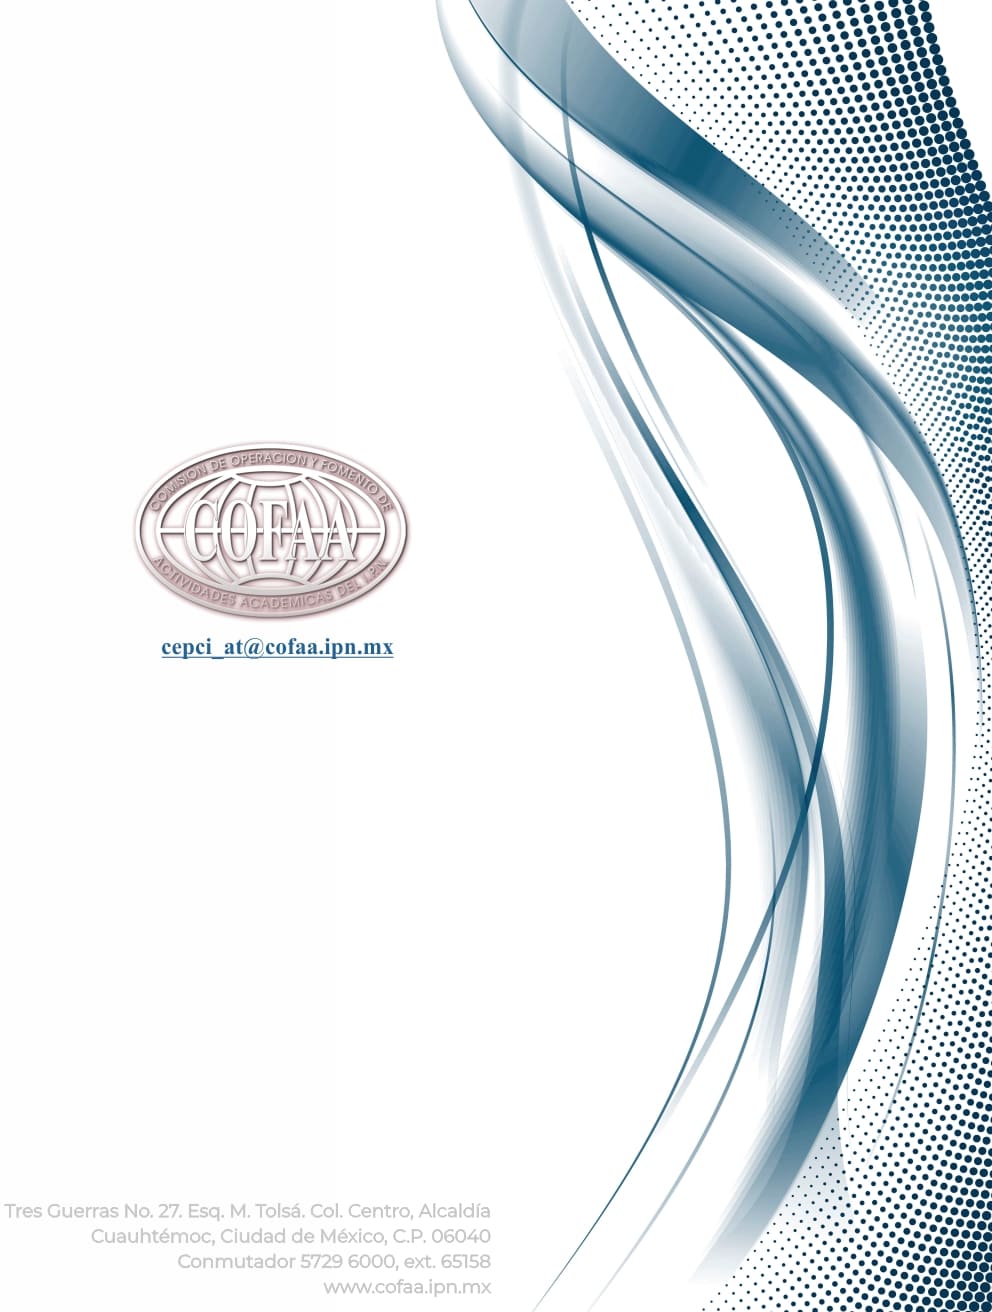 COMISION DE OPERACION Y FOMENTO DE
COFAA
ACTIVIDADES ACADEMICAS DEL I.P.N.
cepci_at@cofaa.ipn.mx
Tres Guerras No. 27. Esq. M. Tolsá. Col. Centro, Alcaldía
Cuauhtémoc, Ciudad de México, C.P. 06040
Conmutador 5729 6000, ext. 65158
www.cofaa.ipn.mx